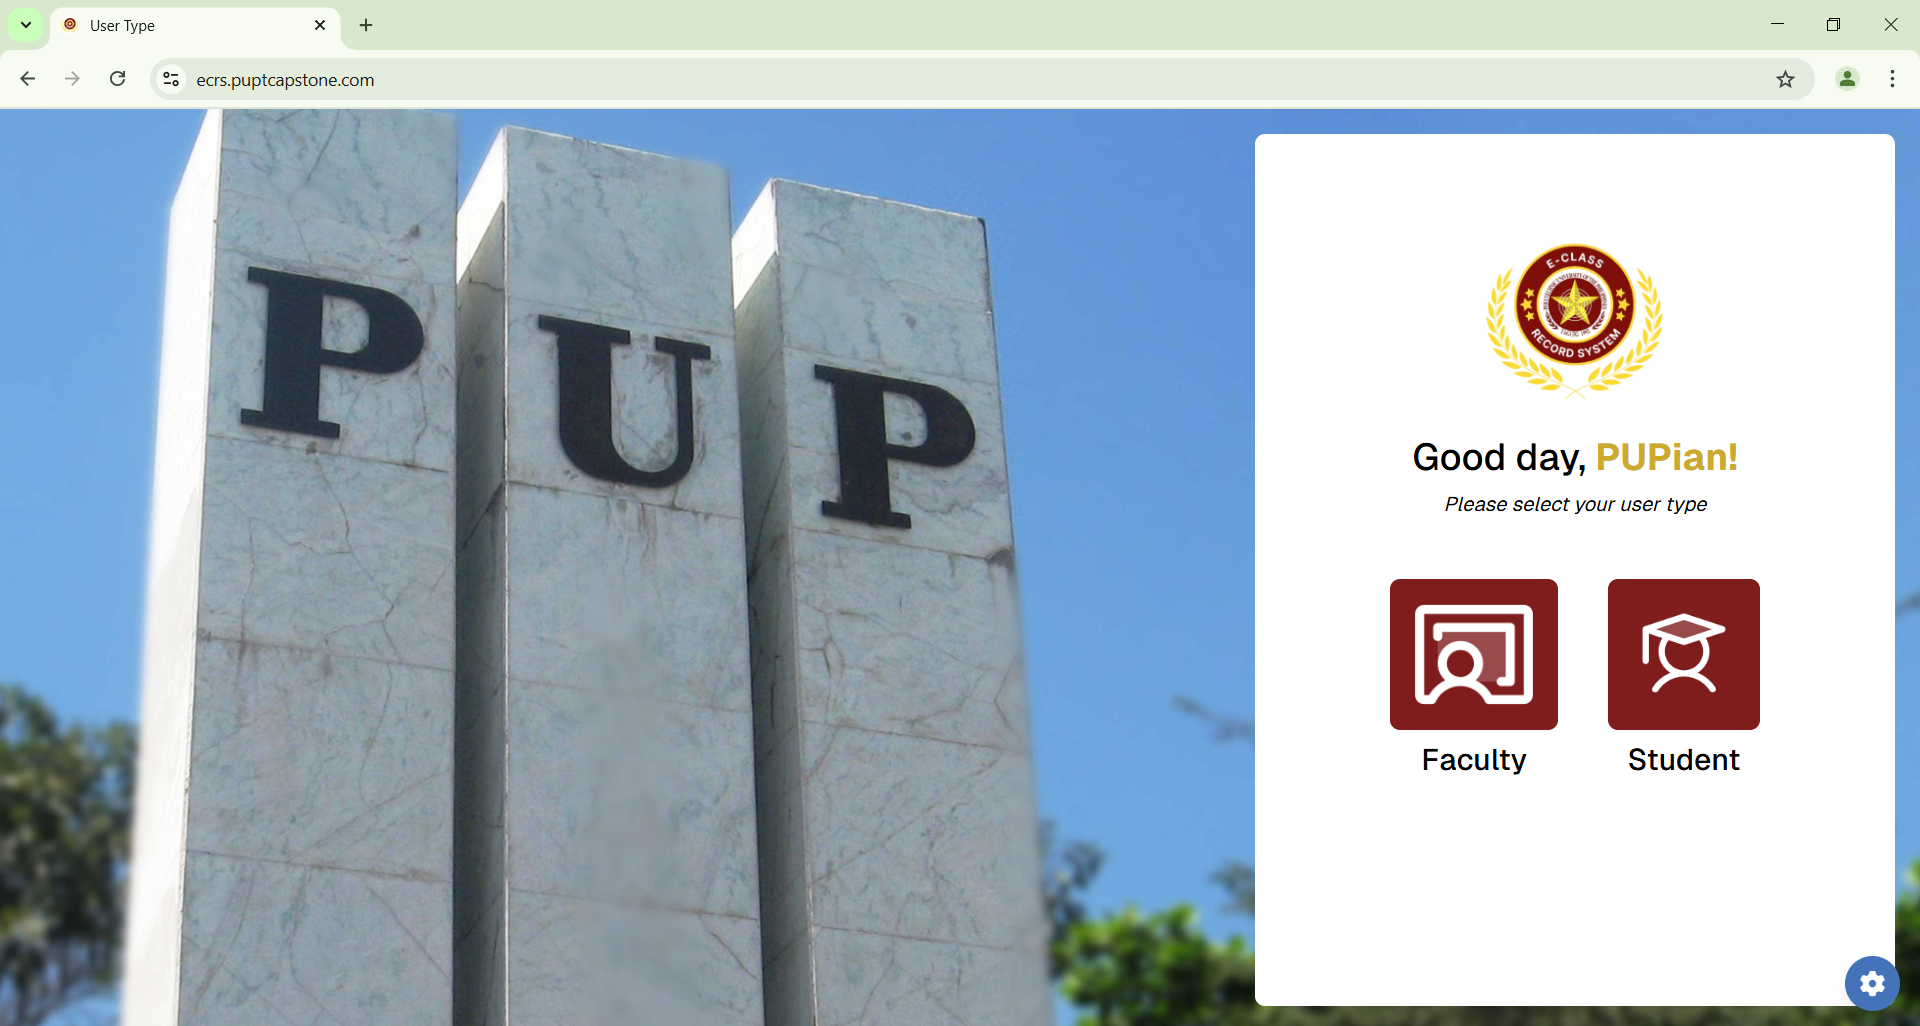 User Type
ecrs.puptcapstone.com
P U P
E-CLASS
RECORD SYSTEM
Good day, PUPian!
Please select your user type
Faculty
Student